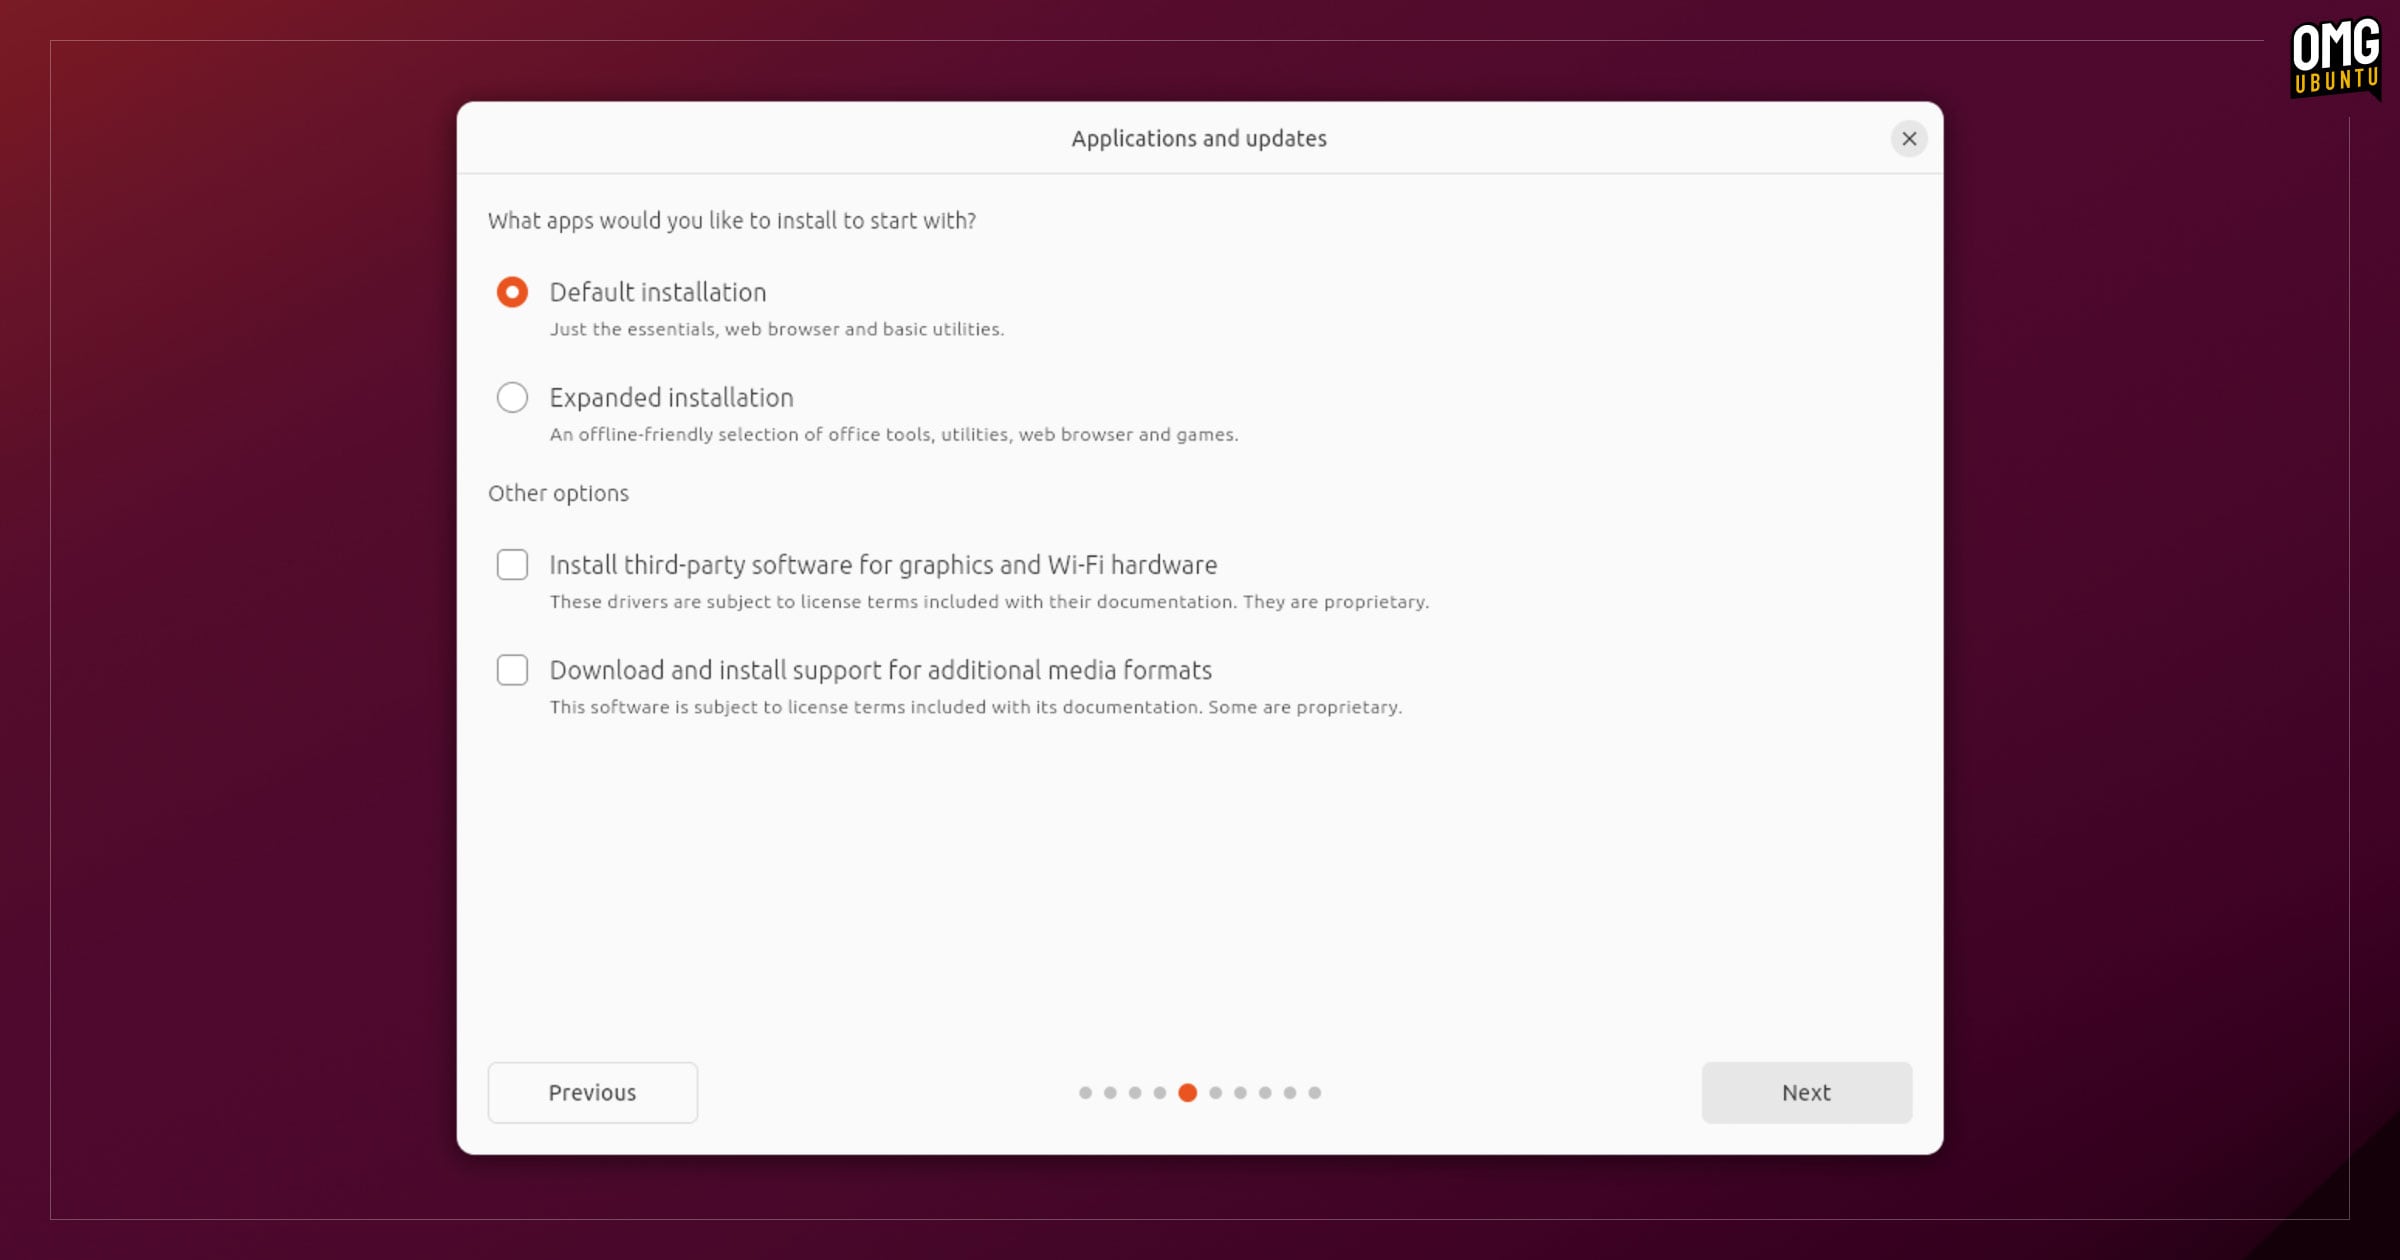 OMG
UBUNTU
Applications and updates
What apps would you like to install to start with?
Default installation
Just the essentials, web browser and basic utilities.
Expanded installation
An offline-friendly selection of office tools, utilities, web browser and games.
Other options
Install third-party software for graphics and Wi-Fi hardware
These drivers are subject to license terms included with their documentation. They are proprietary.
Download and install support for additional media formats
This software is subject to license terms included with its documentation. Some are proprietary.
Previous
Next